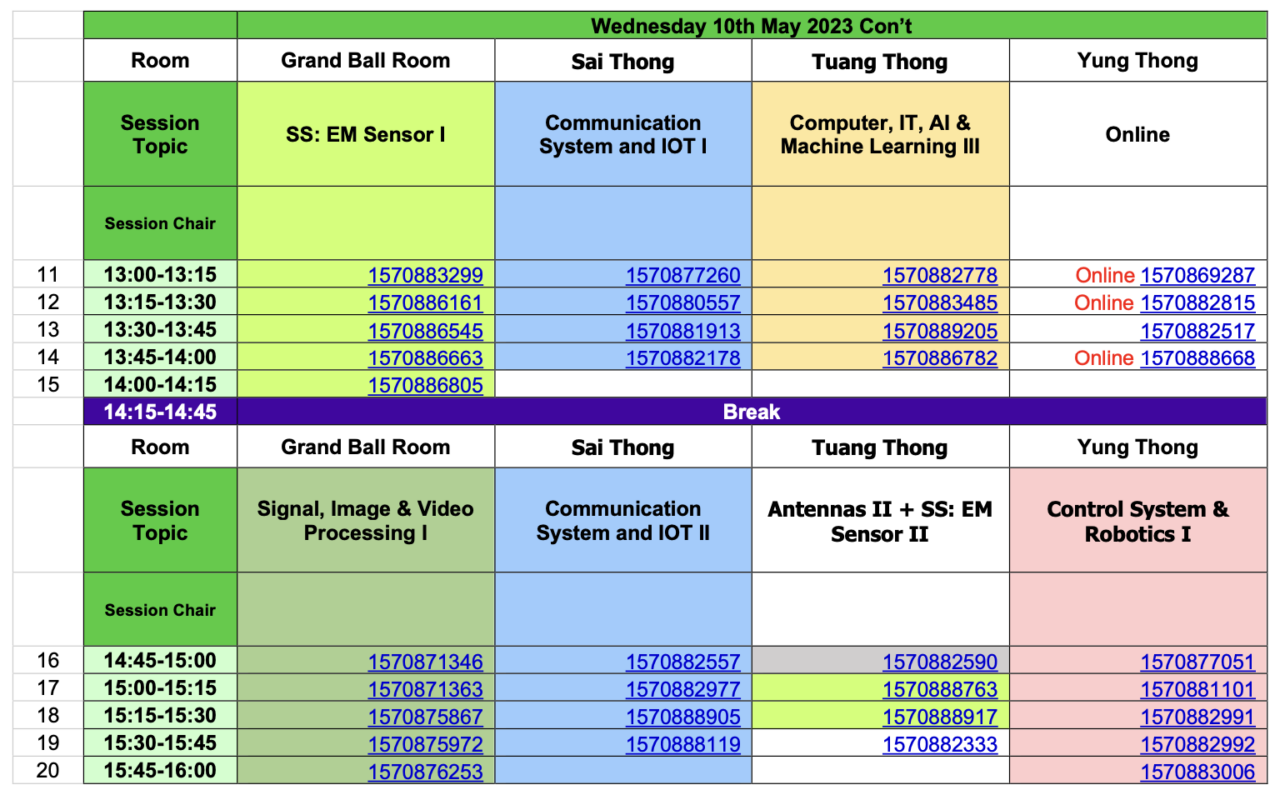 Wednesday 10th May 2023 Con't
Room Grand Ball Room Sai Thong Tuang Thong Yung Thong
Session Topic SS: EM Sensor I Communication System and IOT I Computer, IT, AI & Machine Learning III Online
Session Chair
11 13:00-13:15 1570883299 1570877260 1570882778 Online 1570869287
12 13:15-13:30 1570886161 1570880557 1570883485 Online 1570882815
13 13:30-13:45 1570886545 1570881913 1570889205 1570882517
14 13:45-14:00 1570886663 1570882178 1570886782 Online 1570888668
15 14:00-14:15 1570886805
14:15-14:45 Break
Room Grand Ball Room Sai Thong Tuang Thong Yung Thong
Session Topic Signal, Image & Video Processing I Communication System and IOT II Antennas II + SS: EM Sensor II Control System & Robotics I
Session Chair
16 14:45-15:00 1570871346 1570882557 1570882590 1570877051
17 15:00-15:15 1570871363 1570882977 1570888763 1570881101
18 15:15-15:30 1570875867 1570888905 1570888917 1570882991
19 15:30-15:45 1570875972 1570888119 1570882333 1570882992
20 15:45-16:00 1570876253 1570883006